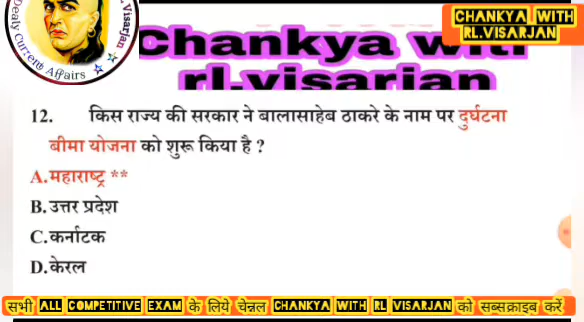 Visarjan
Dealy Current Affairs
CHANKYA WITH
RL.VISARJAN
Chankya with
rl.visarjan
12. किस राज्य की सरकार ने बालासाहेब ठाकरे के नाम पर दुर्घटना
बीमा योजना को शुरू किया है ?
A. महाराष्ट्र **
B. उत्तर प्रदेश
C. कर्नाटक
D. केरल
सभी ALL COMPETITIVE EXAM के लिये चेन्नल CHANKYA WITH RL VISARJAN को सब्सक्राइब करें